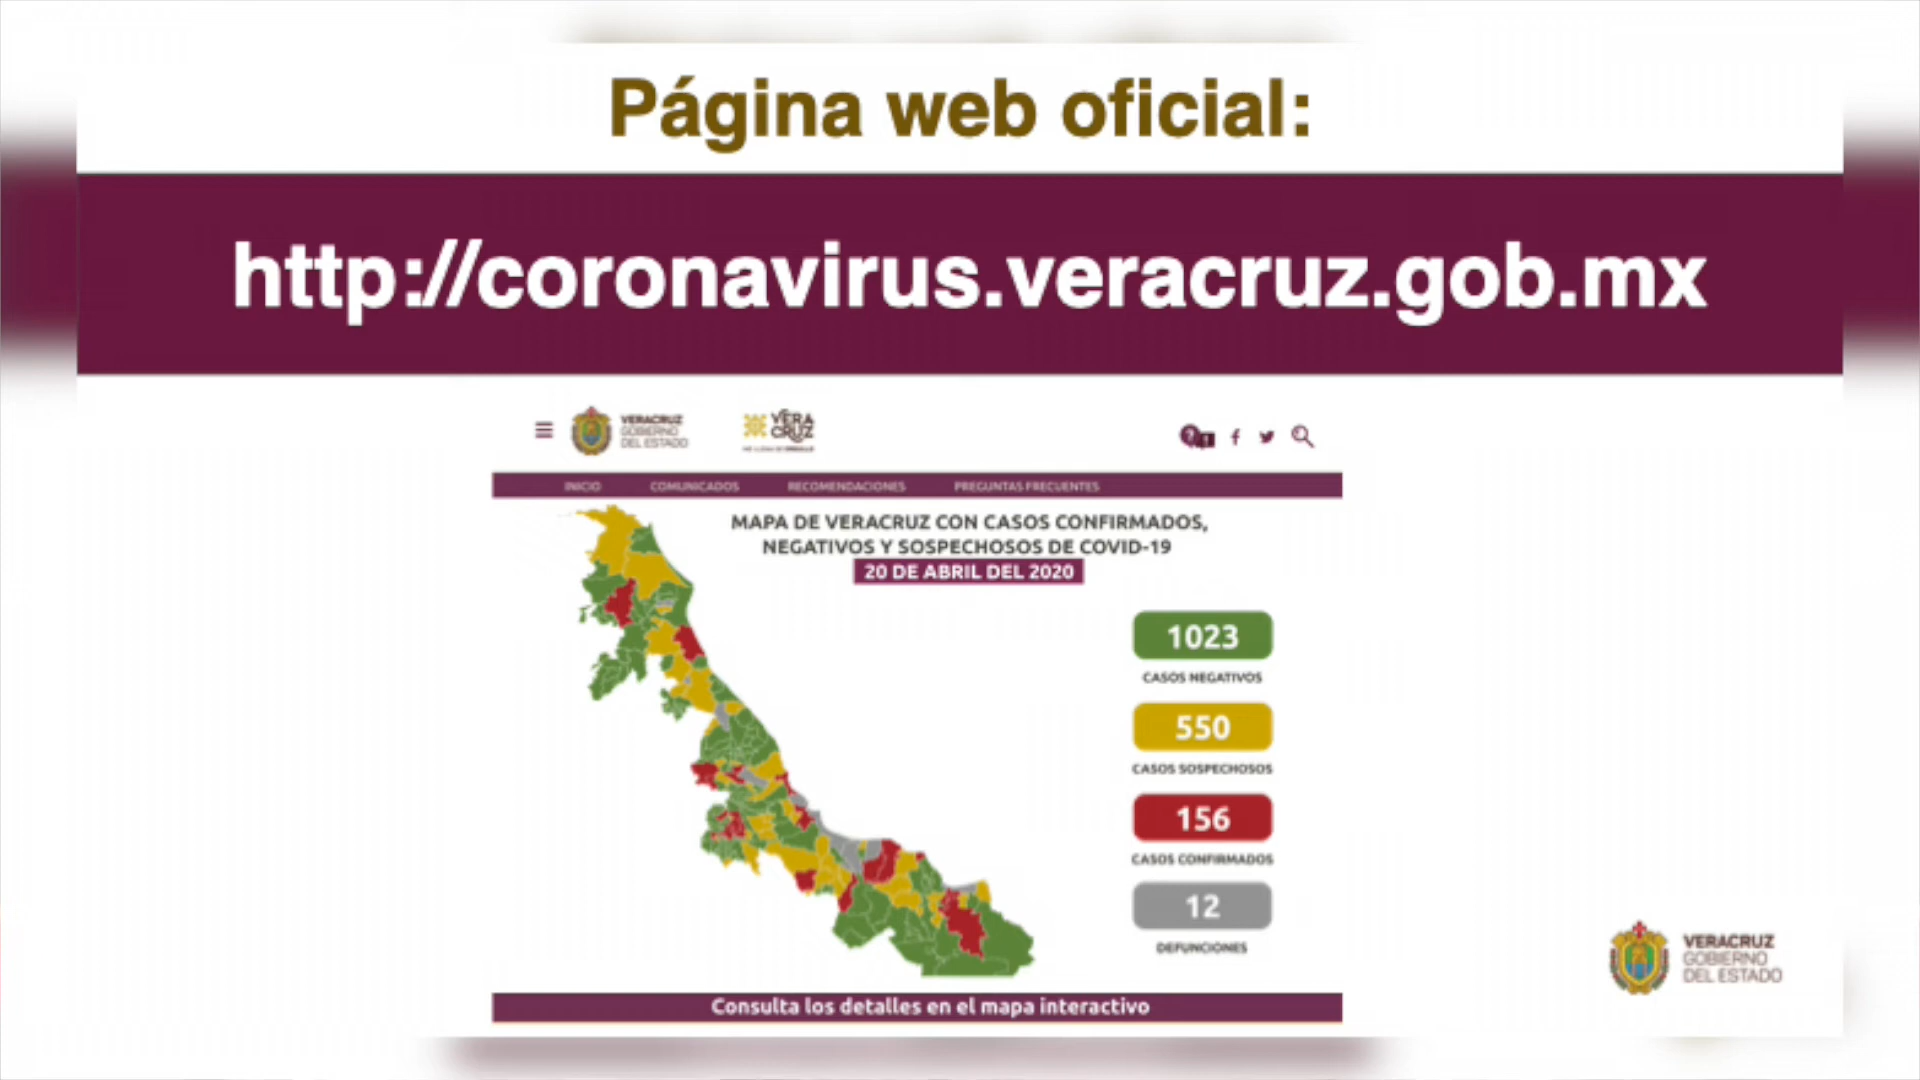 Página web oficial:
http://coronavirus.veracruz.gob.mx
VERACRUZ
GOBIERNO
DEL ESTADO
VERA
CRUZ
INICIO COMUNICADOS RECOMENDACIONES PREGUNTAS FRECUENTES
MAPA DE VERACRUZ CON CASOS CONFIRMADOS,
NEGATIVOS Y SOSPECHOSOS DE COVID-19
20 DE ABRIL DEL 2020
1023
CASOS NEGATIVOS
550
CASOS SOSPECHOSOS
156
CASOS CONFIRMADOS
12
DEFUNCIONES
Consulta los detalles en el mapa interactivo
VERACRUZ
GOBIERNO
DEL ESTADO